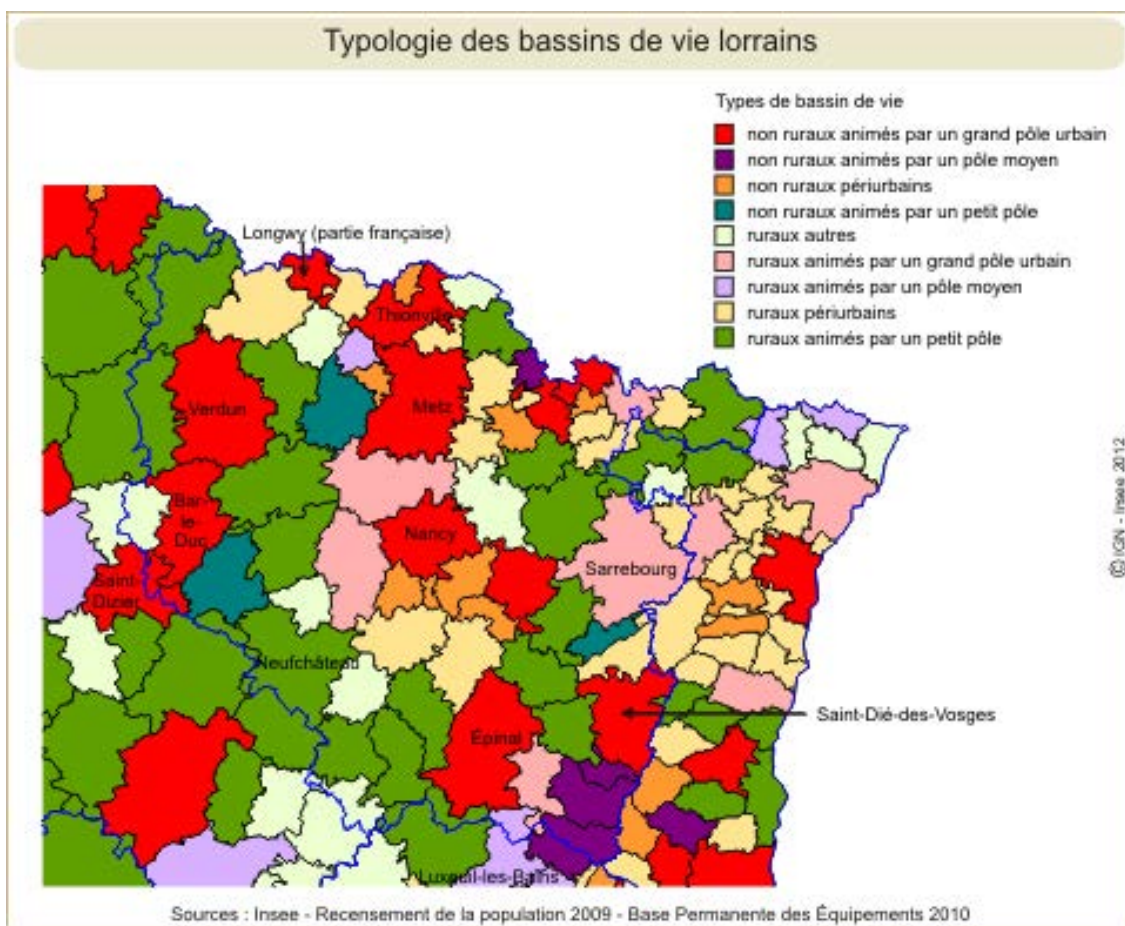 Typologie des bassins de vie lorrains
Types de bassin de vie
non ruraux animés par un grand pôle urbain
non ruraux animés par un pôle moyen
non ruraux périurbains
non ruraux animés par un petit pôle
ruraux autres
ruraux animés par un grand pôle urbain
ruraux animés par un pôle moyen
ruraux périurbains
ruraux animés par un petit pôle
Longwy (partie française)
Thionville
Verdun
Metz
Bar-
le-
Duc
Nancy
Sarrebourg
Saint-
Dizier
Neufchâteau
Saint-Dié-des-Vosges
Épinal
Luxeuil-les-Bains
© IGN - Insee 2012
Sources : Insee - Recensement de la population 2009 - Base Permanente des Équipements 2010